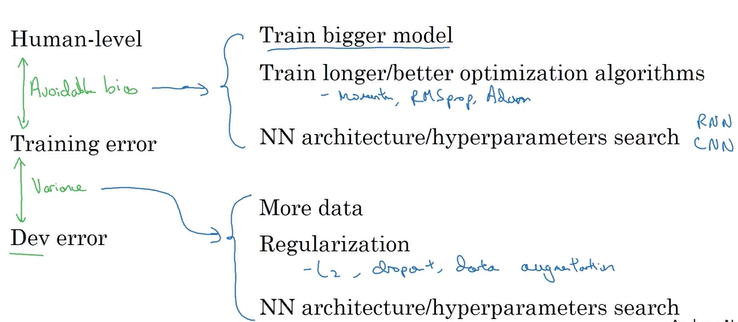 Human-level
Avoidable bias
Training error
Variance
Dev error
Train bigger model
Train longer/better optimization algorithms
- momentum, RMSprop, Adam
NN architecture/hyperparameters search
RNN
CNN
More data
Regularization
- L2, dropout, data augmentation
NN architecture/hyperparameters search